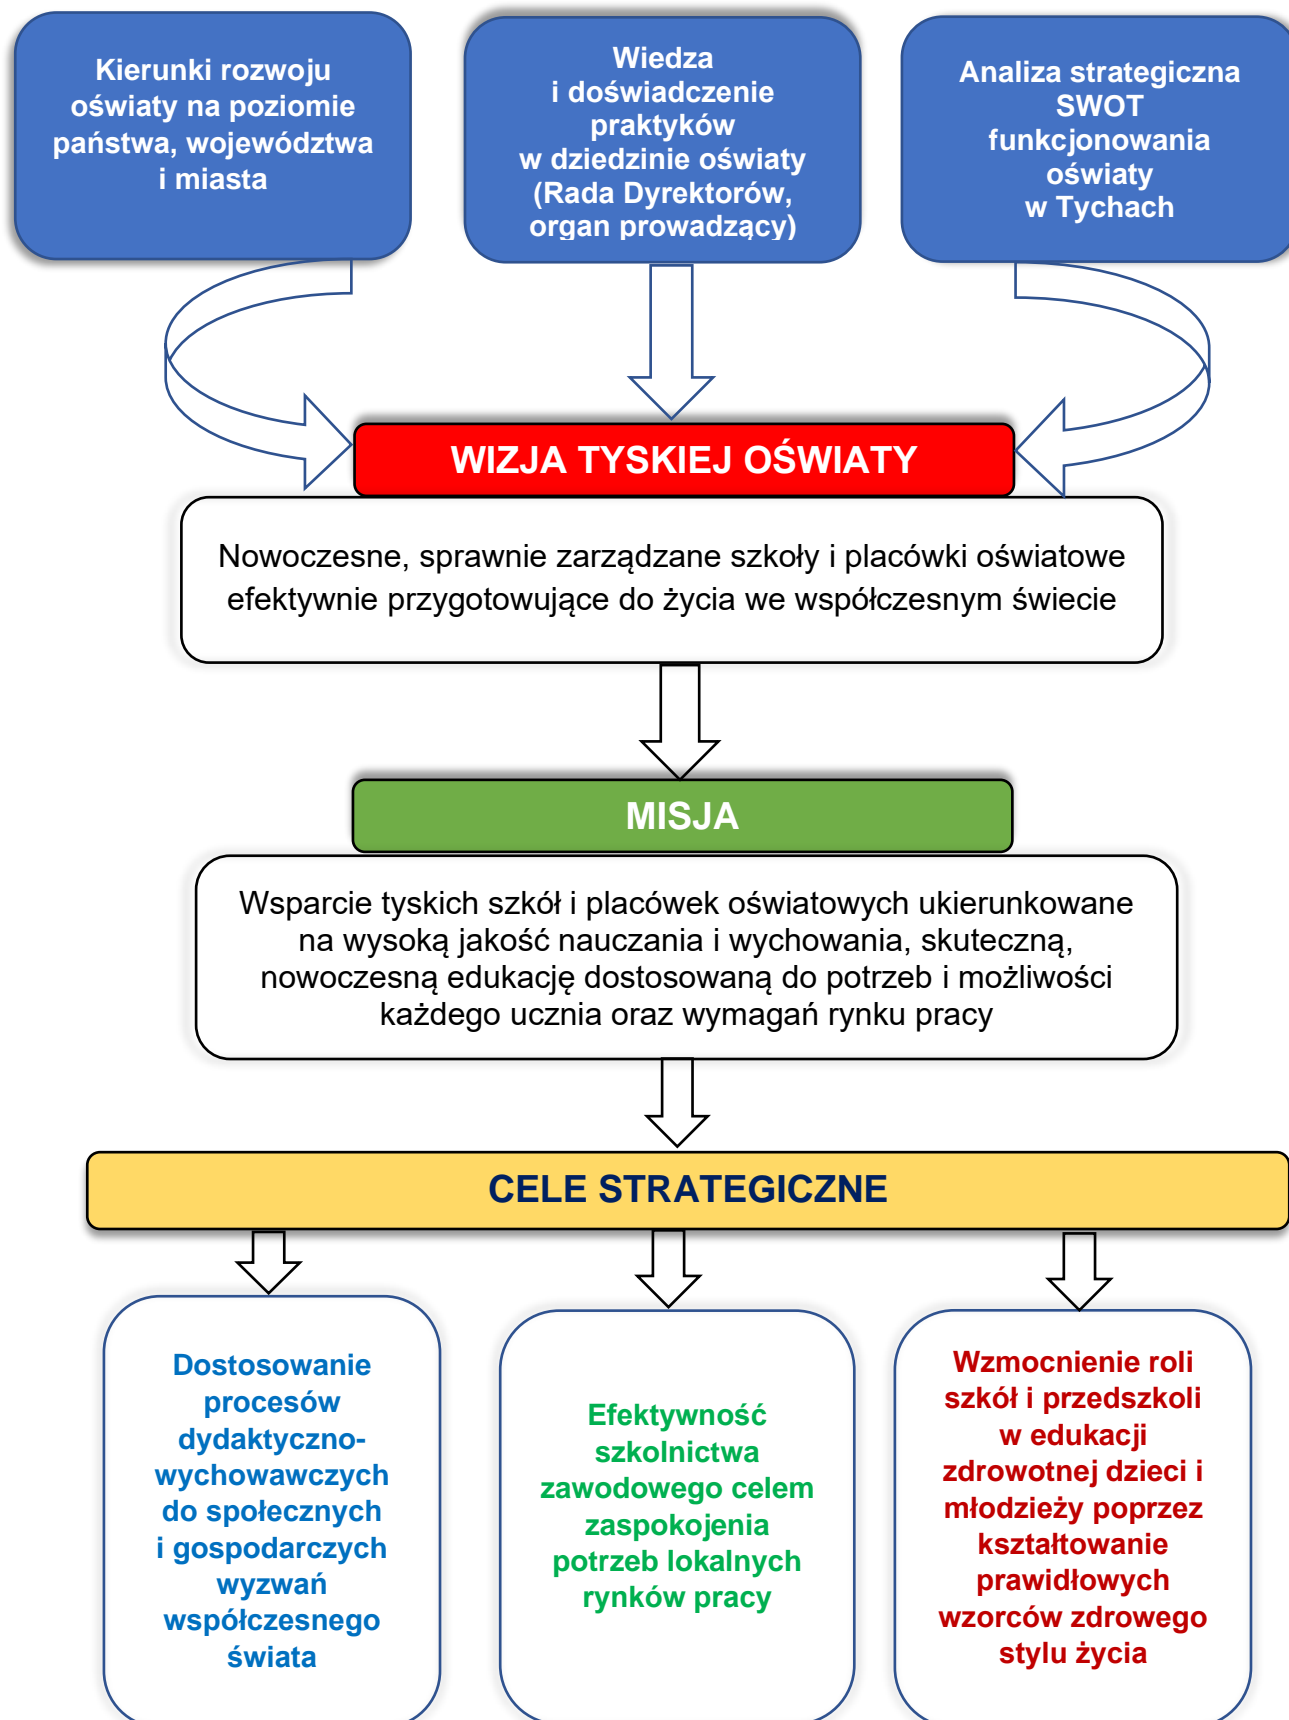 Kierunki rozwoju
oświaty na poziomie
państwa, województwa
i miasta
Wiedza
i doświadczenie
praktyków
w dziedzinie oświaty
(Rada Dyrektorów,
organ prowadzący)
Analiza strategiczna
SWOT
funkcjonowania
oświaty
w Tychach
WIZJA TYSKIEJ OŚWIATY
Nowoczesne, sprawnie zarządzane szkoły i placówki oświatowe
efektywnie przygotowujące do życia we współczesnym świecie
MISJA
Wsparcie tyskich szkół i placówek oświatowych ukierunkowane
na wysoką jakość nauczania i wychowania, skuteczną,
nowoczesną edukację dostosowaną do potrzeb i możliwości
każdego ucznia oraz wymagań rynku pracy
CELE STRATEGICZNE
Dostosowanie
procesów
dydaktyczno-
wychowawczych
do społecznych
i gospodarczych
wyzwań
współczesnego
świata
Efektywność
szkolnictwa
zawodowego celem
zaspokojenia
potrzeb lokalnych
rynków pracy
Wzmocnienie roli
szkół i przedszkoli
w edukacji
zdrowotnej dzieci i
młodzieży poprzez
kształtowanie
prawidłowych
wzorców zdrowego
stylu życia